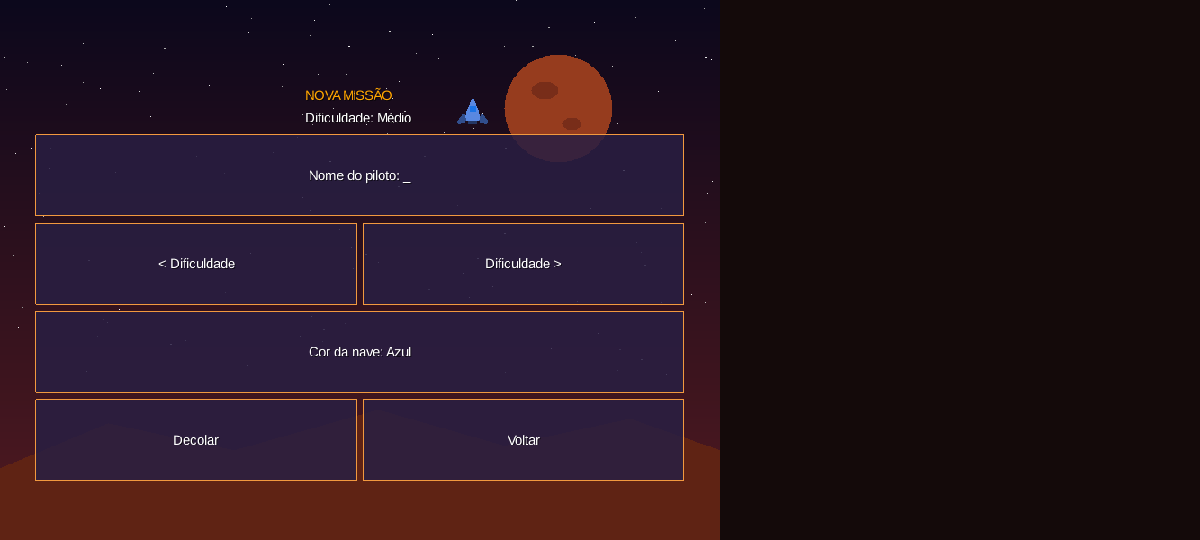 NOVA MISSÃO
Dificuldade: Médio
Nome do piloto: _
< Dificuldade
Dificuldade >
Cor da nave: Azul
Decolar
Voltar